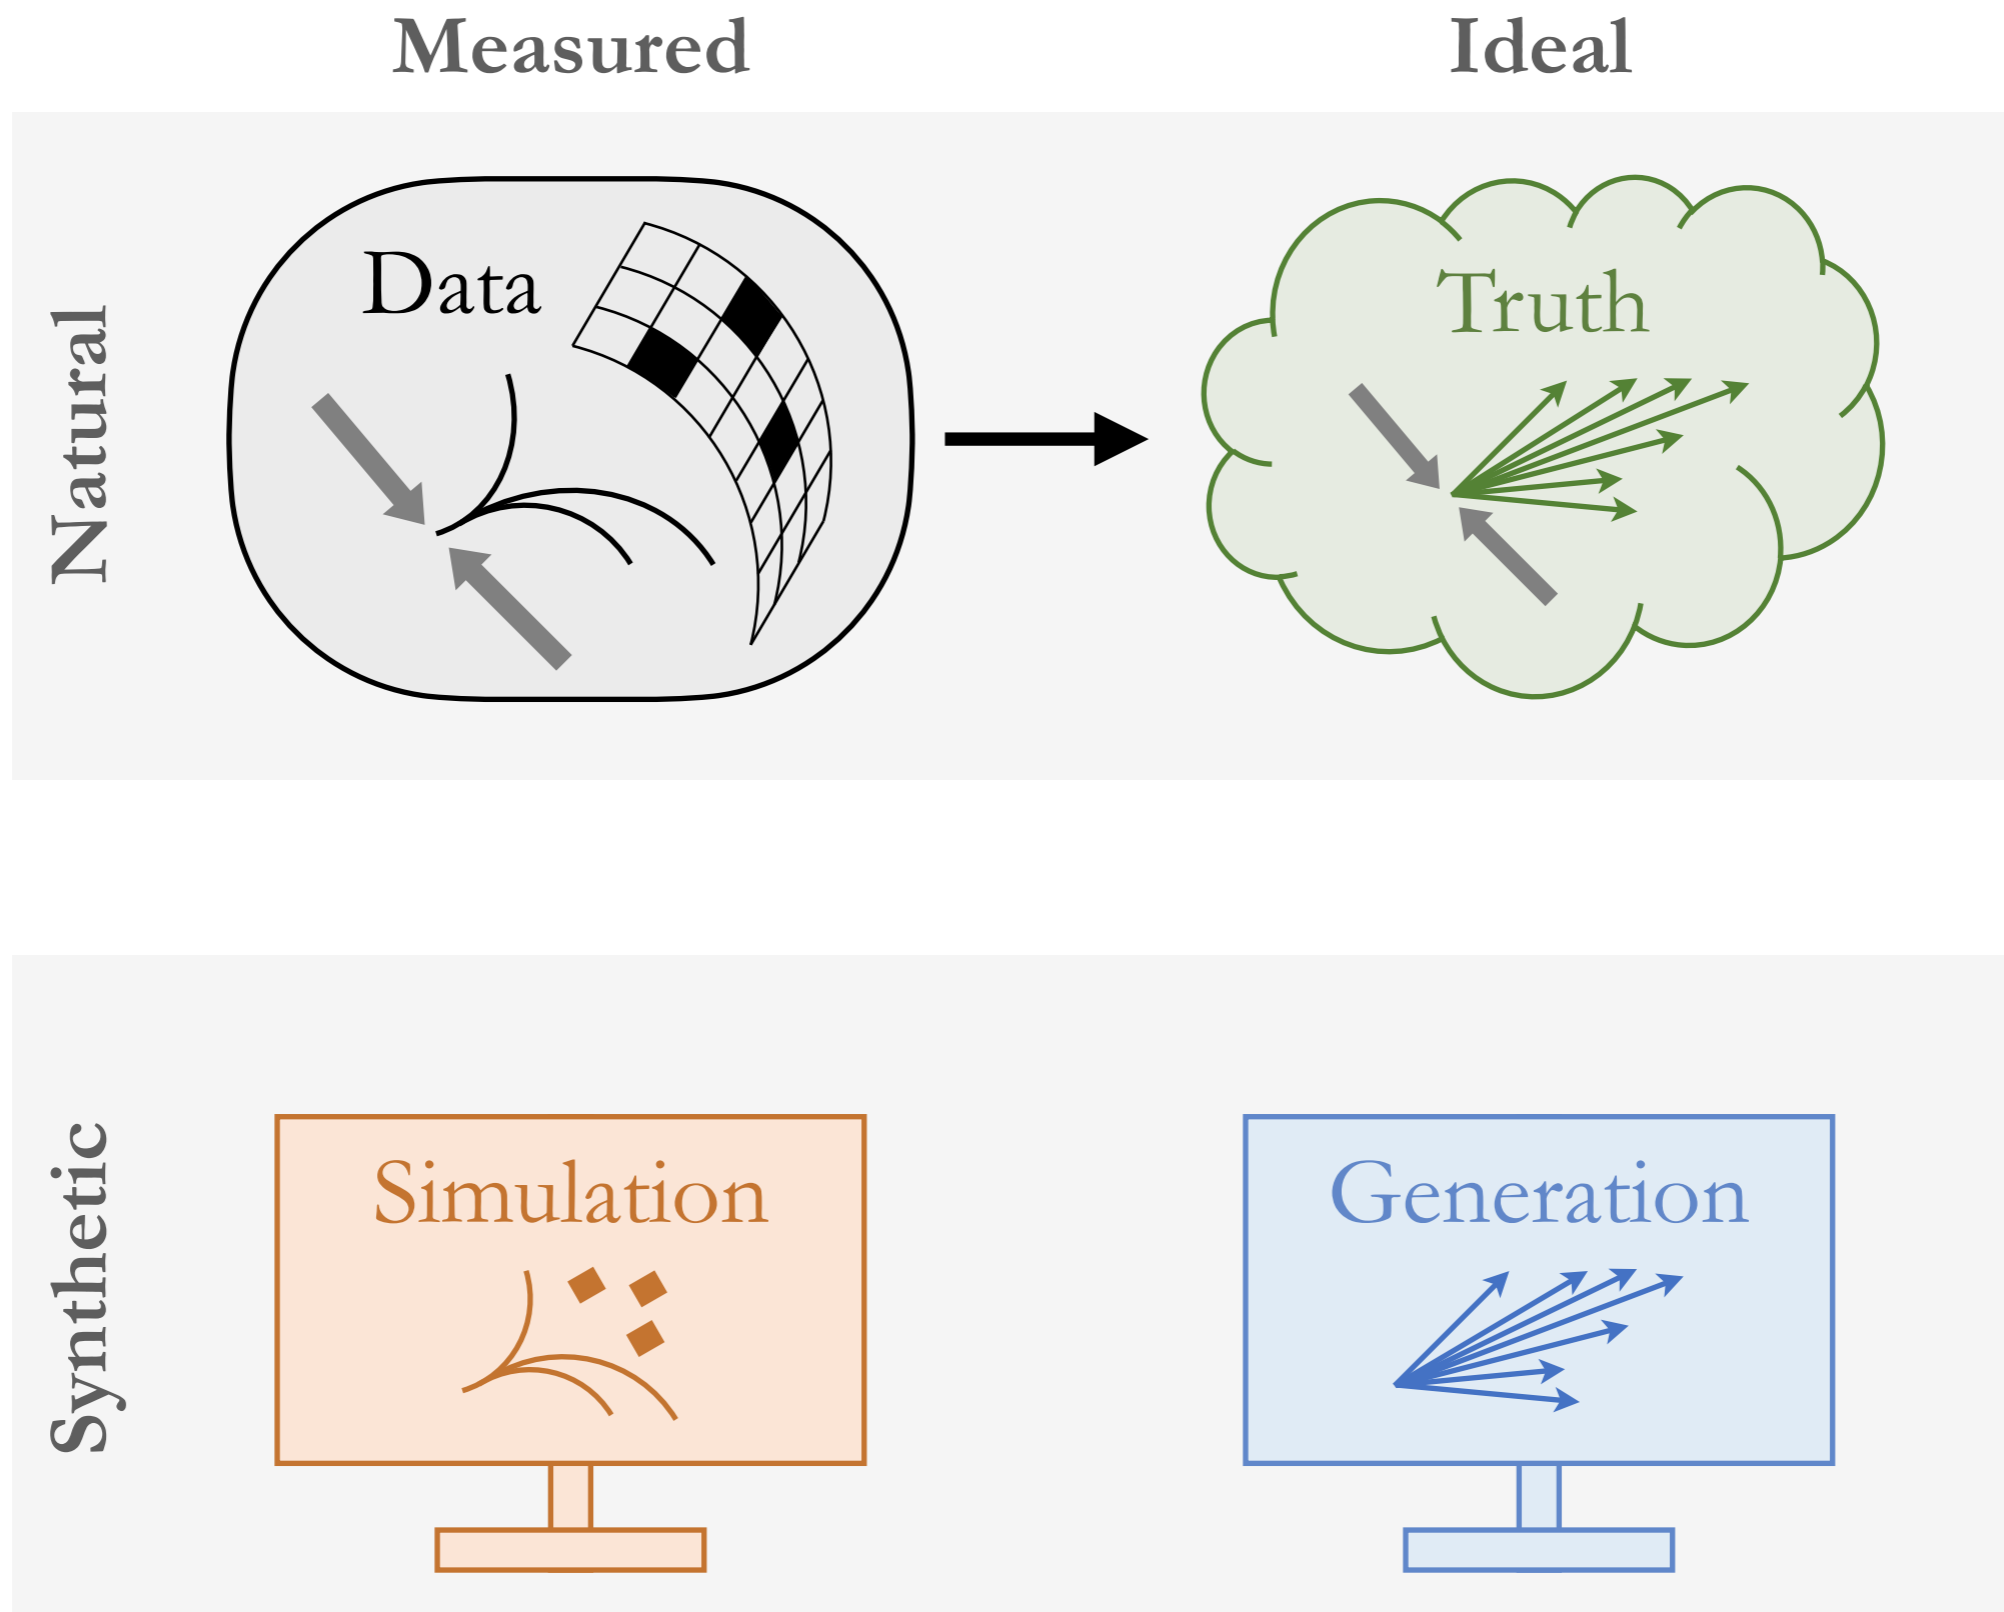 Measured
Ideal
Natural
Data
Truth
Synthetic
Simulation
Generation